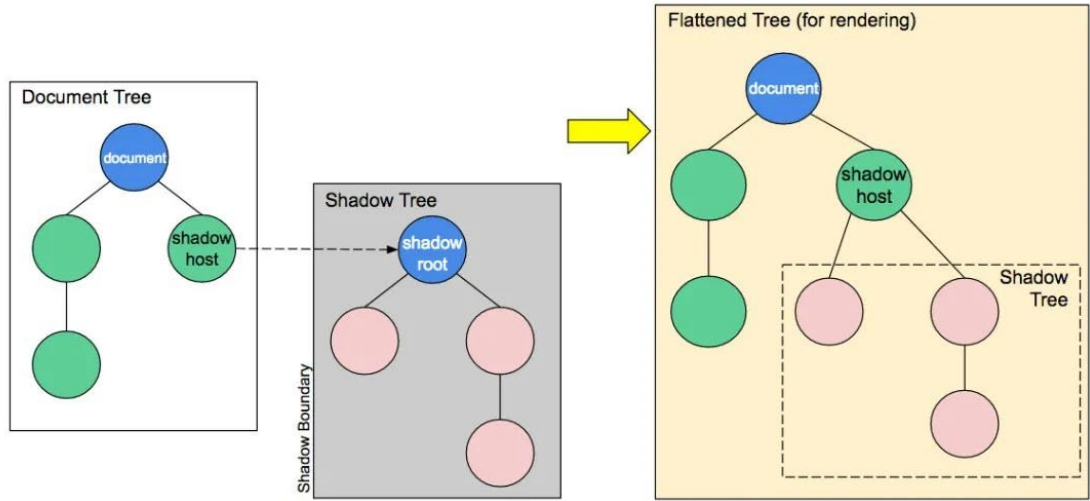 Document Tree
document
shadow
host
Shadow Tree
shadow
root
Shadow Boundary
Flattened Tree (for rendering)
document
shadow
host
Shadow
Tree